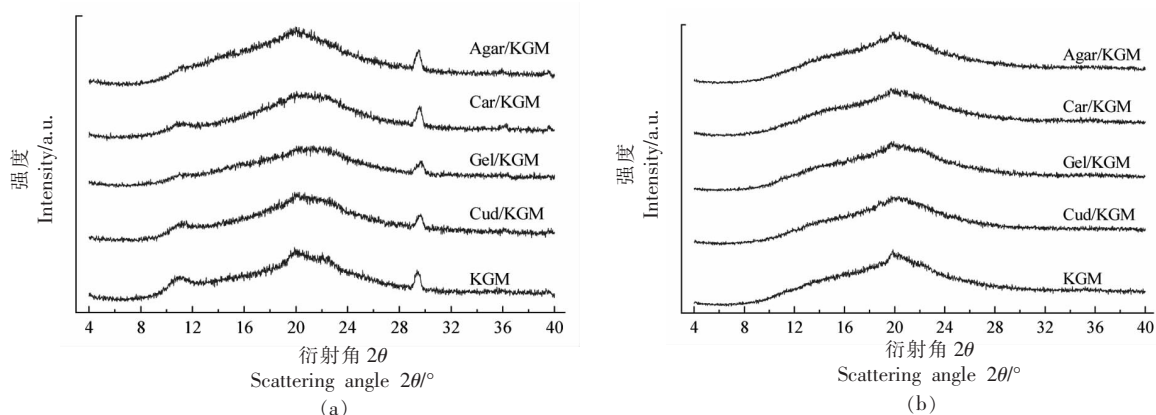 强度
Intensity/a.u.
Agar/KGM
Car/KGM
Gel/KGM
Cud/KGM
KGM
4 8 12 16 20 24 28 32 36 40
衍射角 2θ
Scattering angle 2θ/°
(a)
强度
Intensity/a.u.
Agar/KGM
Car/KGM
Gel/KGM
Cud/KGM
KGM
4 8 12 16 20 24 28 32 36 40
衍射角 2θ
Scattering angle 2θ/°
(b)